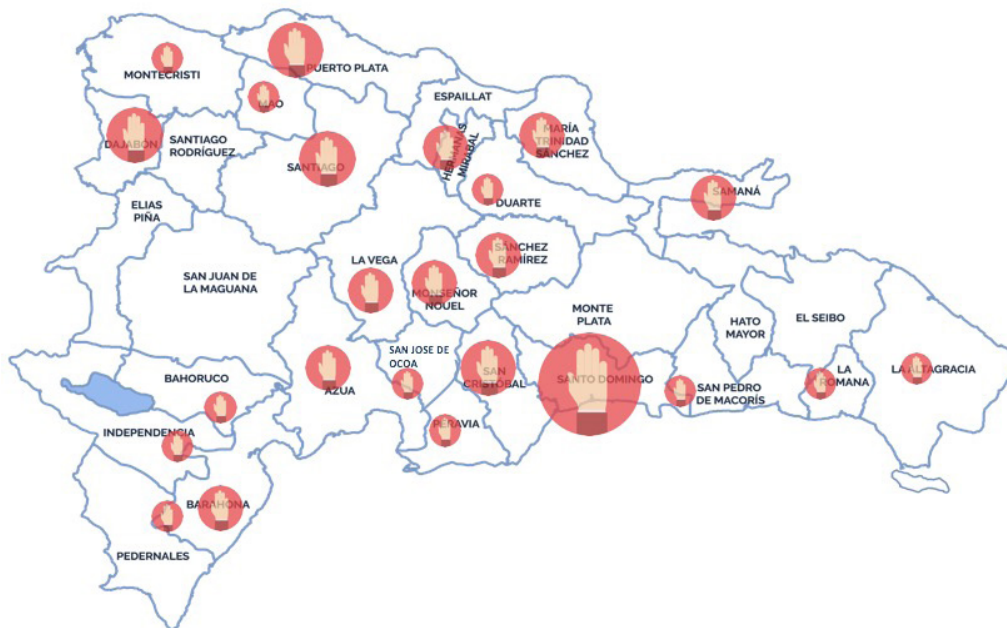 MONTECRISTI
PUERTO PLATA
MAO
ESPAILLAT
DAJABÓN
SANTIAGO
RODRÍGUEZ
SANTIAGO
HERMANAS
MIRABAL
MARÍA
TRINIDAD
SÁNCHEZ
SAMANÁ
DUARTE
ELIAS
PIÑA
SÁNCHEZ
RAMÍREZ
LA VEGA
SAN JUAN DE
LA MAGUANA
MONSEÑOR
NOUEL
MONTE
PLATA
HATO
MAYOR
EL SEIBO
SAN JOSE DE
OCOA
BAHORUCO
AZUA
SAN
CRISTÓBAL
SANTO DOMINGO
SAN PEDRO
DE MACORÍS
LA
ROMANA
LA ALTAGRACIA
INDEPENDENCIA
PERAVIA
BARAHONA
PEDERNALES